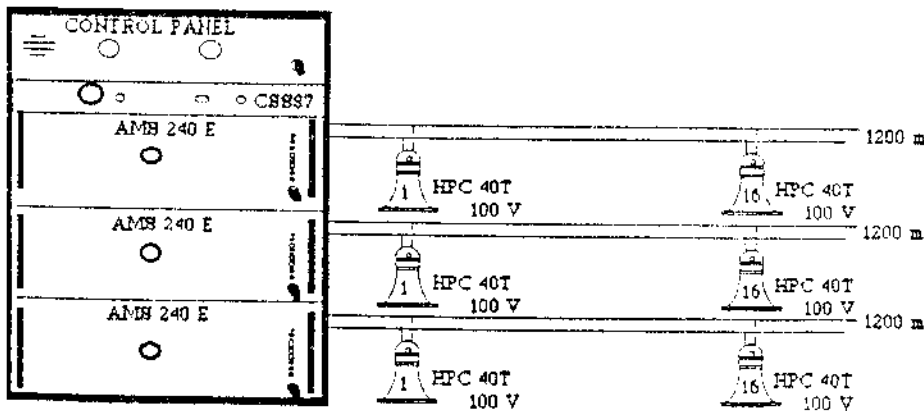 CONTROL PANEL
CS887
AMS 240 E
1200 m
1 HPC 40T
100 V
16 HPC 40T
100 V
AMS 240 E
1200 m
1 HPC 40T
100 V
16 HPC 40T
100 V
AMS 240 E
1200 m
1 HPC 40T
100 V
16 HPC 40T
100 V